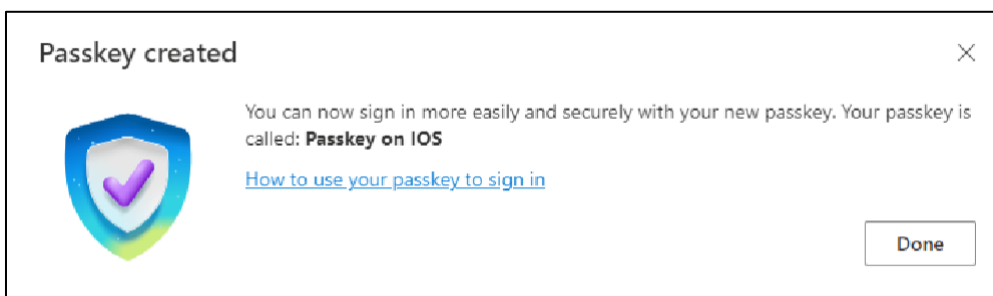 Passkey created
You can now sign in more easily and securely with your new passkey. Your passkey is
called: Passkey on IOS
How to use your passkey to sign in
Done